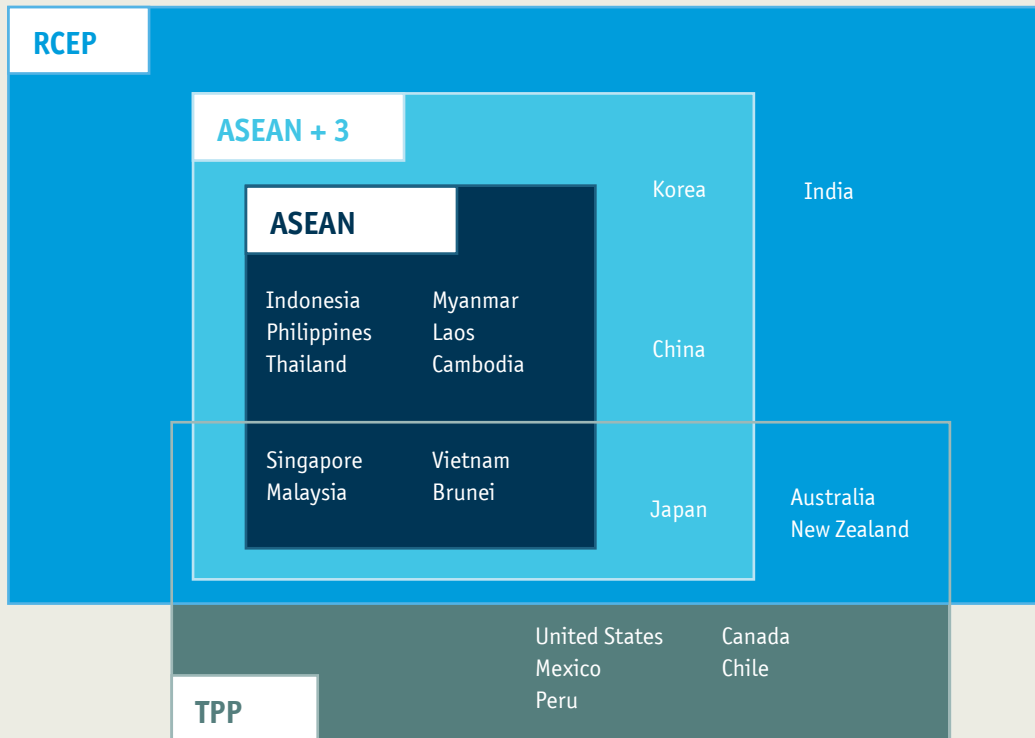 RCEP
ASEAN + 3
Korea
India
ASEAN
Indonesia
Philippines
Thailand
Myanmar
Laos
Cambodia
China
Singapore
Malaysia
Vietnam
Brunei
Japan
Australia
New Zealand
United States
Mexico
Peru
Canada
Chile
TPP